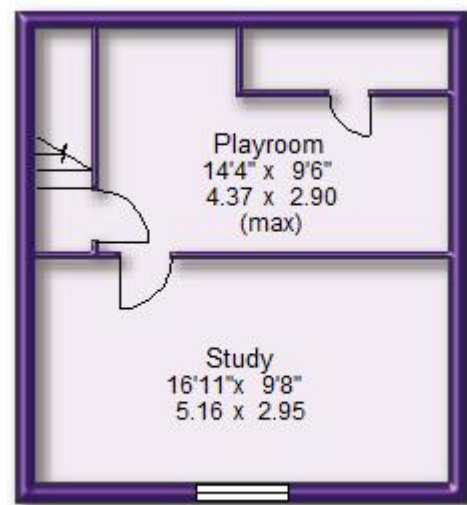 Playroom
14'4" x 9'6"
4.37 x 2.90
(max)
Study
16'11"x 9'8"
5.16 x 2.95